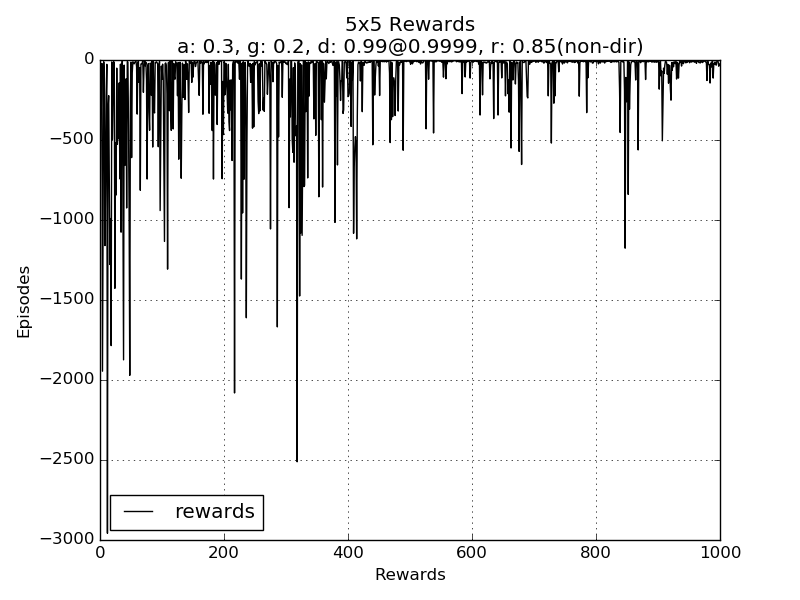 5x5 Rewards
a: 0.3, g: 0.2, d: 0.99@0.9999, r: 0.85(non-dir)
0
−500
−1000
−1500
−2000
−2500
−3000
Episodes
rewards
0 200 400 600 800 1000
Rewards